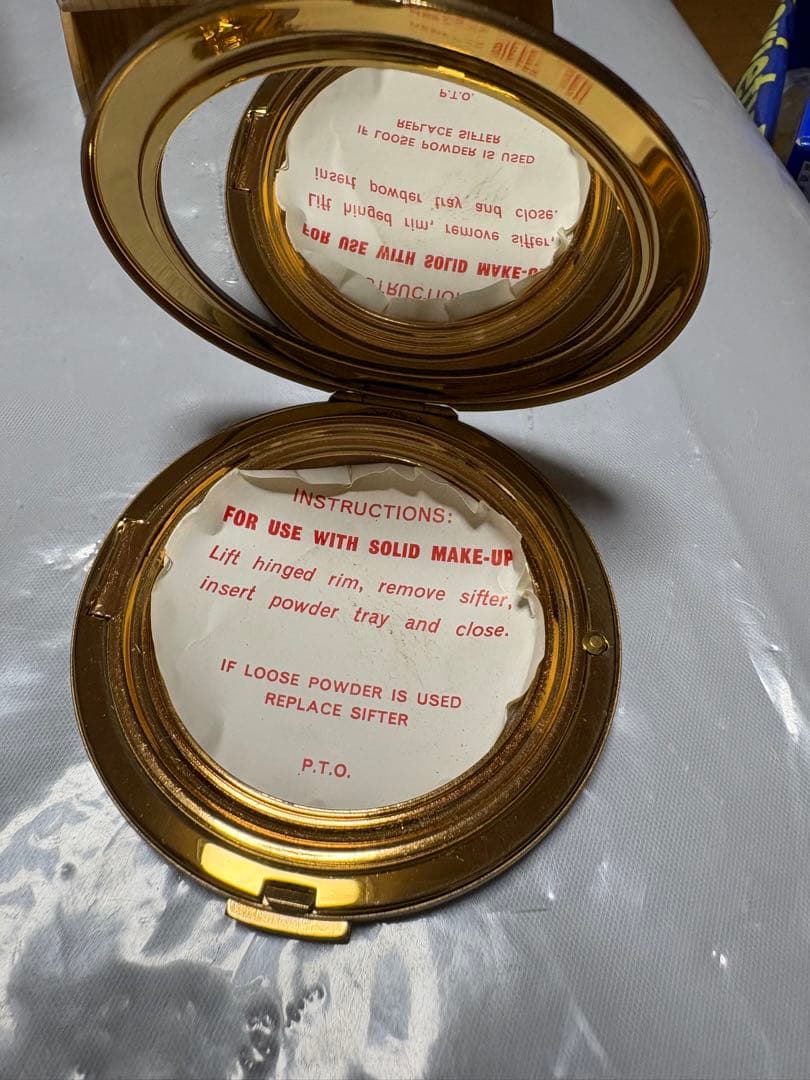 INSTRUCTIONS:
FOR USE WITH SOLID MAKE-UP
Lift hinged rim, remove sifter,
insert powder tray and close.
IF LOOSE POWDER IS USED
REPLACE SIFTER
P.T.O.